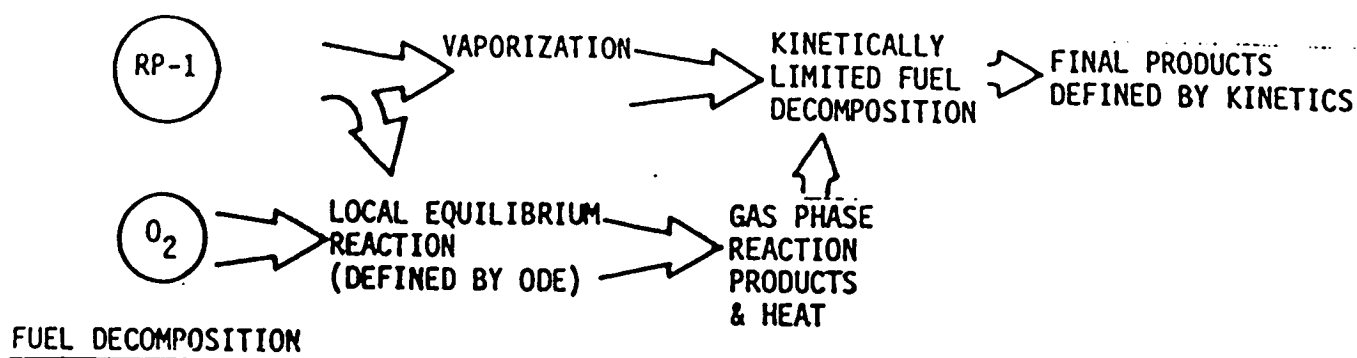 RP-1
VAPORIZATION
KINETICALLY
LIMITED FUEL
DECOMPOSITION
FINAL PRODUCTS
DEFINED BY KINETICS
O₂
LOCAL EQUILIBRIUM
REACTION
(DEFINED BY ODE)
GAS PHASE
REACTION
PRODUCTS
& HEAT
FUEL DECOMPOSITION